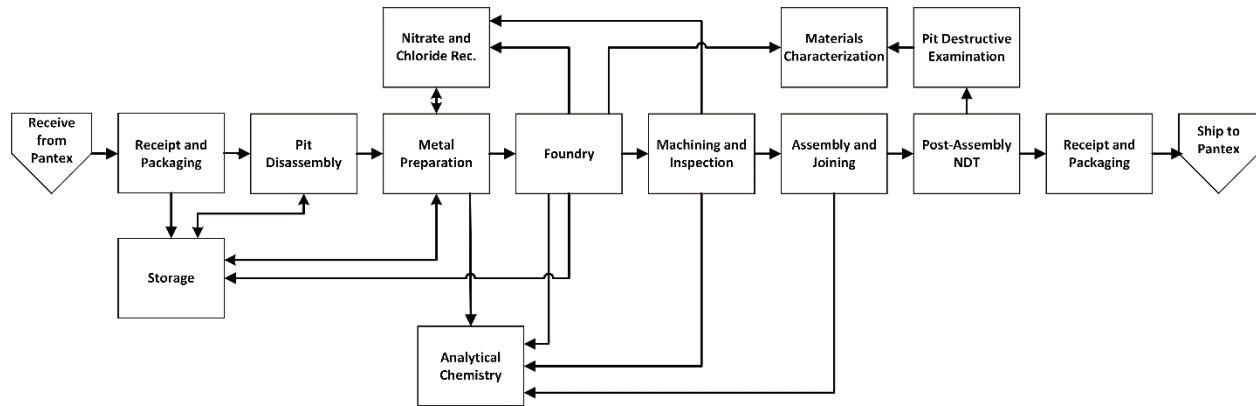 Nitrate and
Chloride Rec.
Materials
Characterization
Pit Destructive
Examination
Receive
from
Pantex
Receipt and
Packaging
Pit
Disassembly
Metal
Preparation
Foundry
Machining and
Inspection
Assembly and
Joining
Post-Assembly
NDT
Receipt and
Packaging
Ship to
Pantex
Storage
Analytical
Chemistry